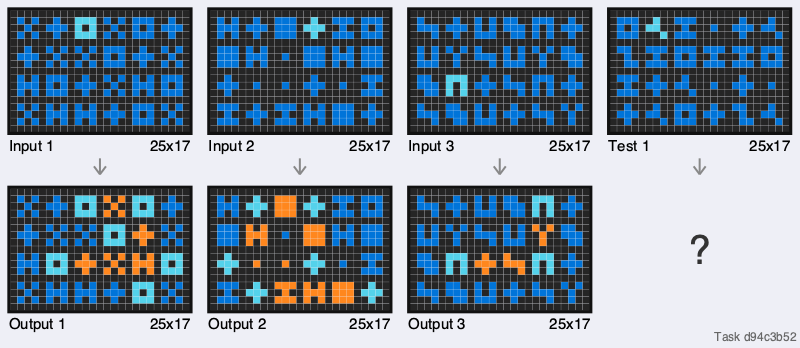 Input 1 25x17 Input 2 25x17 Input 3 25x17 Test 1 25x17
?
Output 1 25x17 Output 2 25x17 Output 3 25x17
Task d94c3b52